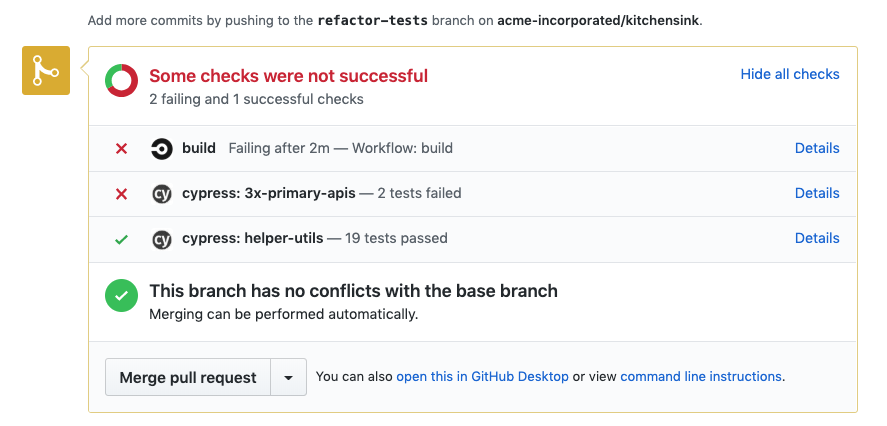 Add more commits by pushing to the refactor-tests branch on acme-incorporated/kitchensink.
Some checks were not successful
Hide all checks
2 failing and 1 successful checks
build Failing after 2m — Workflow: build Details
cy cypress: 3x-primary-apis — 2 tests failed Details
cy cypress: helper-utils — 19 tests passed Details
This branch has no conflicts with the base branch
Merging can be performed automatically.
Merge pull request You can also open this in GitHub Desktop or view command line instructions.